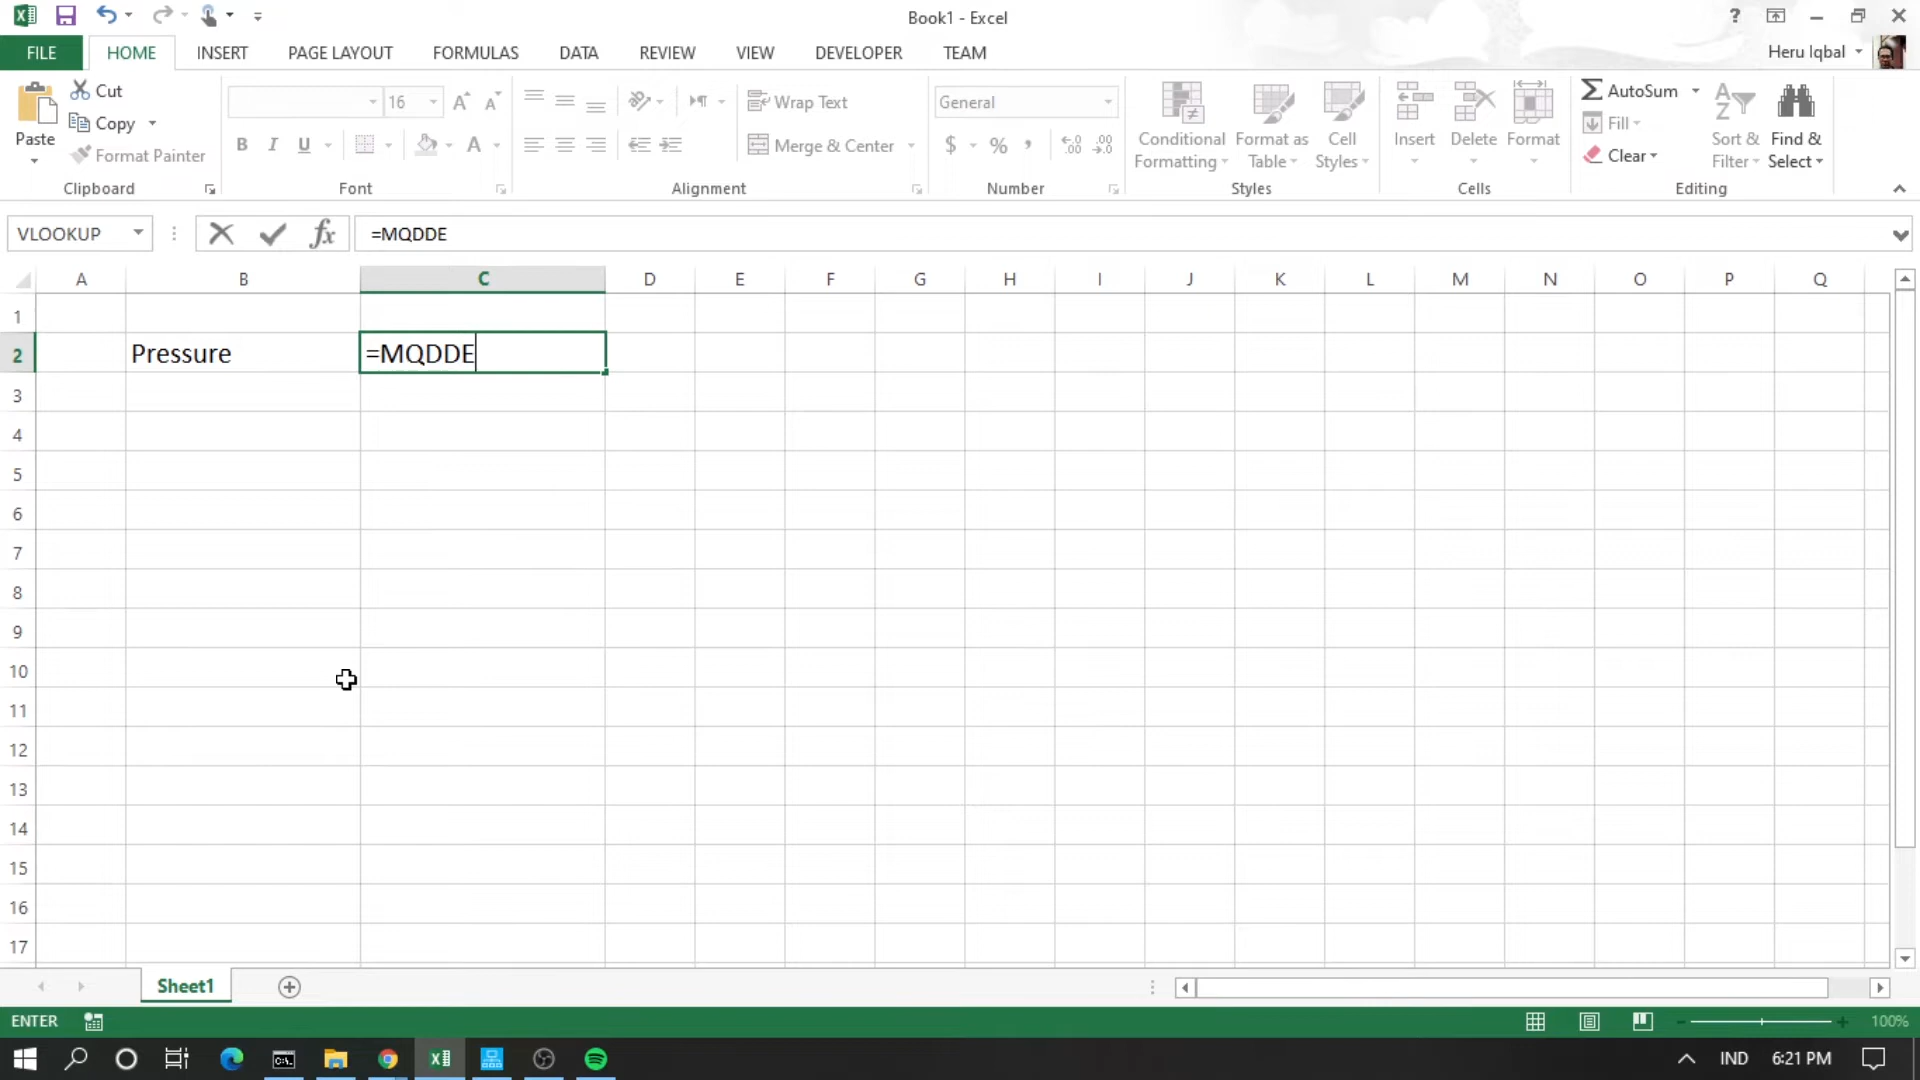 Book1 - Excel
?
FILE HOME INSERT PAGE LAYOUT FORMULAS DATA REVIEW VIEW DEVELOPER TEAM Heru Iqbal
Paste
Cut
Copy
Format Painter
Clipboard
16
B I U
Font
Wrap Text
Merge & Center
Alignment
General
$ % ,
Number
Conditional Formatting
Format as Table
Cell Styles
Styles
Insert Delete Format
Cells
AutoSum
Fill
Clear
Sort & Filter
Find & Select
Editing
VLOOKUP fx =MQDDE
A B C D E F G H I J K L M N O P Q
1
2 Pressure =MQDDE
3
4
5
6
7
8
9
10
11
12
13
14
15
16
17
Sheet1
ENTER 100%
IND 6:21 PM